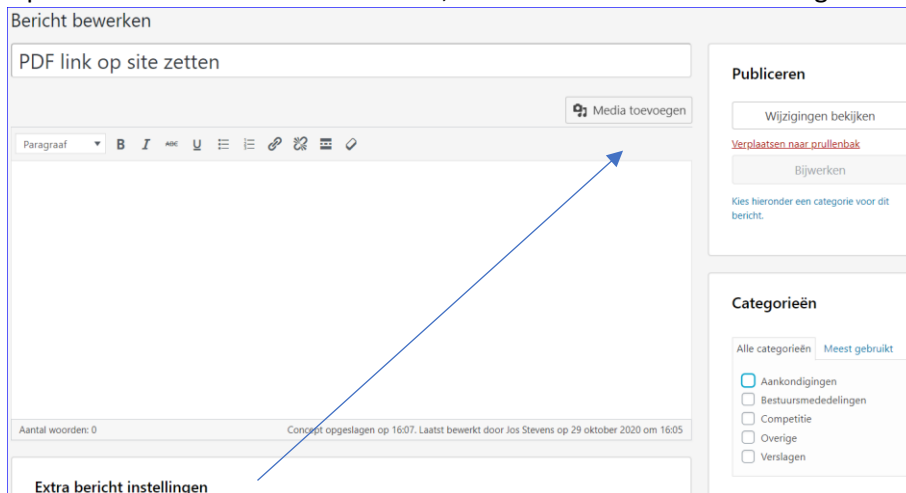 Bericht bewerken
PDF link op site zetten
Media toevoegen
Paragraaf B I ABC U
Aantal woorden: 0
Concept opgeslagen op 16:07. Laatst bewerkt door Jos Stevens op 29 oktober 2020 om 16:05
Extra bericht instellingen
Publiceren
Wijzigingen bekijken
Verplaatsen naar prullenbak
Bijwerken
Kies hieronder een categorie voor dit
bericht.
Categorieën
Alle categorieën Meest gebruikt
Aankondigingen
Bestuursmededelingen
Competitie
Overige
Verslagen